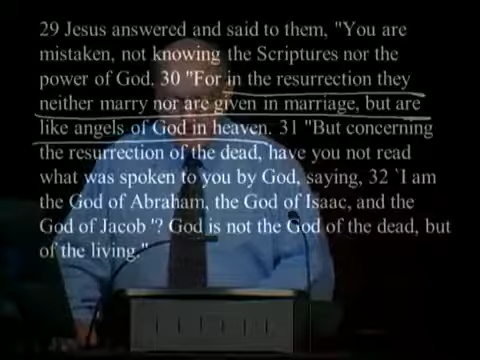 29 Jesus answered and said to them, "You are
mistaken, not knowing the Scriptures nor the
power of God. 30 "For in the resurrection they
neither marry nor are given in marriage, but are
like angels of God in heaven. 31 "But concerning
the resurrection of the dead, have you not read
what was spoken to you by God, saying, 32 `I am
the God of Abraham, the God of Isaac, and the
God of Jacob '? God is not the God of the dead, but
of the living."